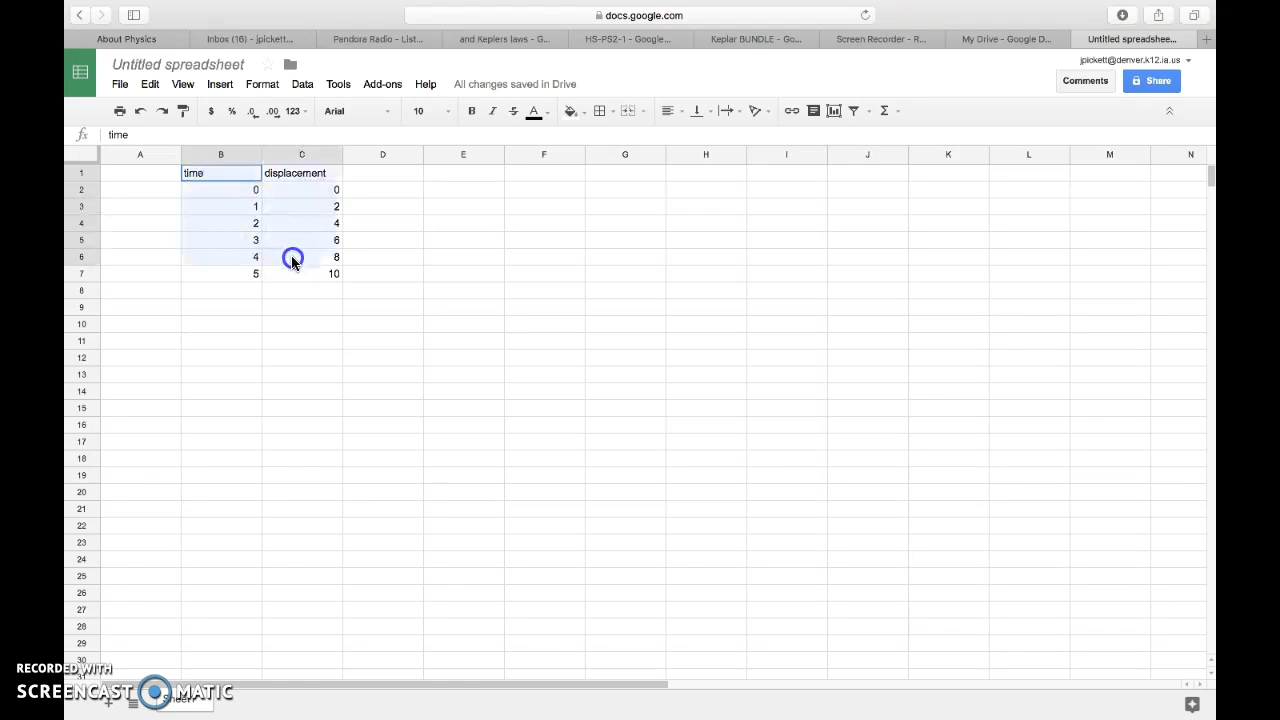 docs.google.com
About Physics
Inbox (16) – jpickett...
Pandora Radio – List...
and Keplers laws – G...
HS-PS2-1 – Google...
Keplar BUNDLE – Go...
Screen Recorder – R...
My Drive – Google D...
Untitled spreadshee...
Untitled spreadsheet
jpickett@denver.k12.ia.us
File Edit View Insert Format Data Tools Add-ons Help All changes saved in Drive
Comments Share
$ % .0 .00 123 Arial 10 B I S A Σ
fx time
A B C D E F G H I J K L M N
1 time displacement
2 0 0
3 1 2
4 2 4
5 3 6
6 4 8
7 5 10
8
9
10
11
12
13
14
15
16
17
18
19
20
21
22
23
24
25
26
27
28
29
30
RECORDED WITH
SCREENCAST MATIC